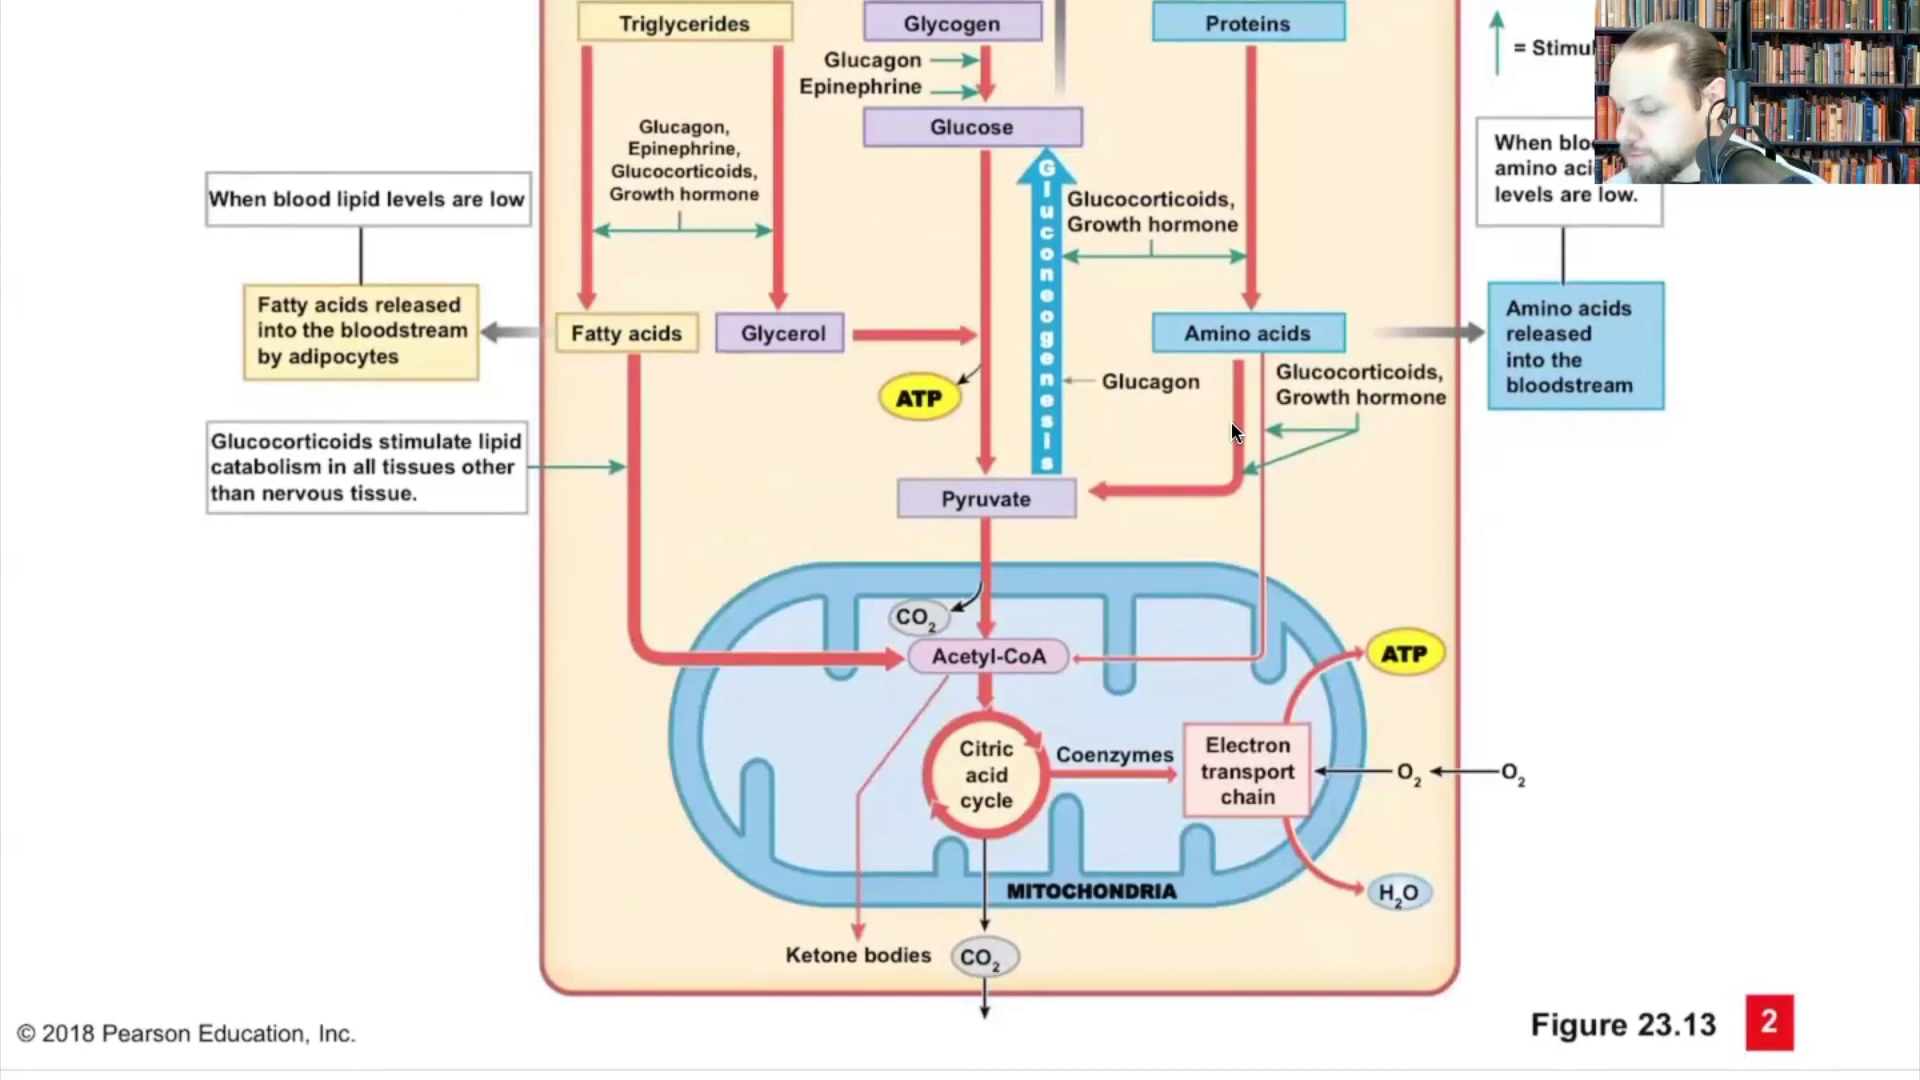 Triglycerides
Glycogen
Proteins
Glucagon
Epinephrine
Glucose
= Stimul
When blo
amino aci
levels are low.
Glucagon,
Epinephrine,
Glucocorticoids,
Growth hormone
When blood lipid levels are low
Gluconeogenesis
Glucocorticoids,
Growth hormone
Fatty acids released
into the bloodstream
by adipocytes
Fatty acids
Glycerol
Amino acids
Amino acids
released
into the
bloodstream
ATP
Glucagon
Glucocorticoids,
Growth hormone
Glucocorticoids stimulate lipid
catabolism in all tissues other
than nervous tissue.
Pyruvate
CO2
Acetyl-CoA
ATP
Citric
acid
cycle
Coenzymes
Electron
transport
chain
O2
O2
MITOCHONDRIA
H2O
Ketone bodies
CO2
© 2018 Pearson Education, Inc.
Figure 23.13
2